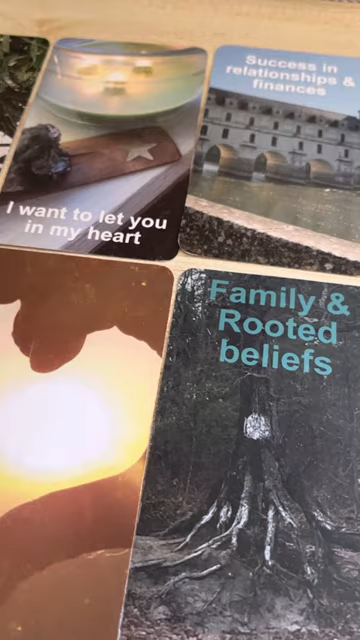 Success in
relationships &
finances
I want to let you
in my heart
Family &
Rooted
beliefs